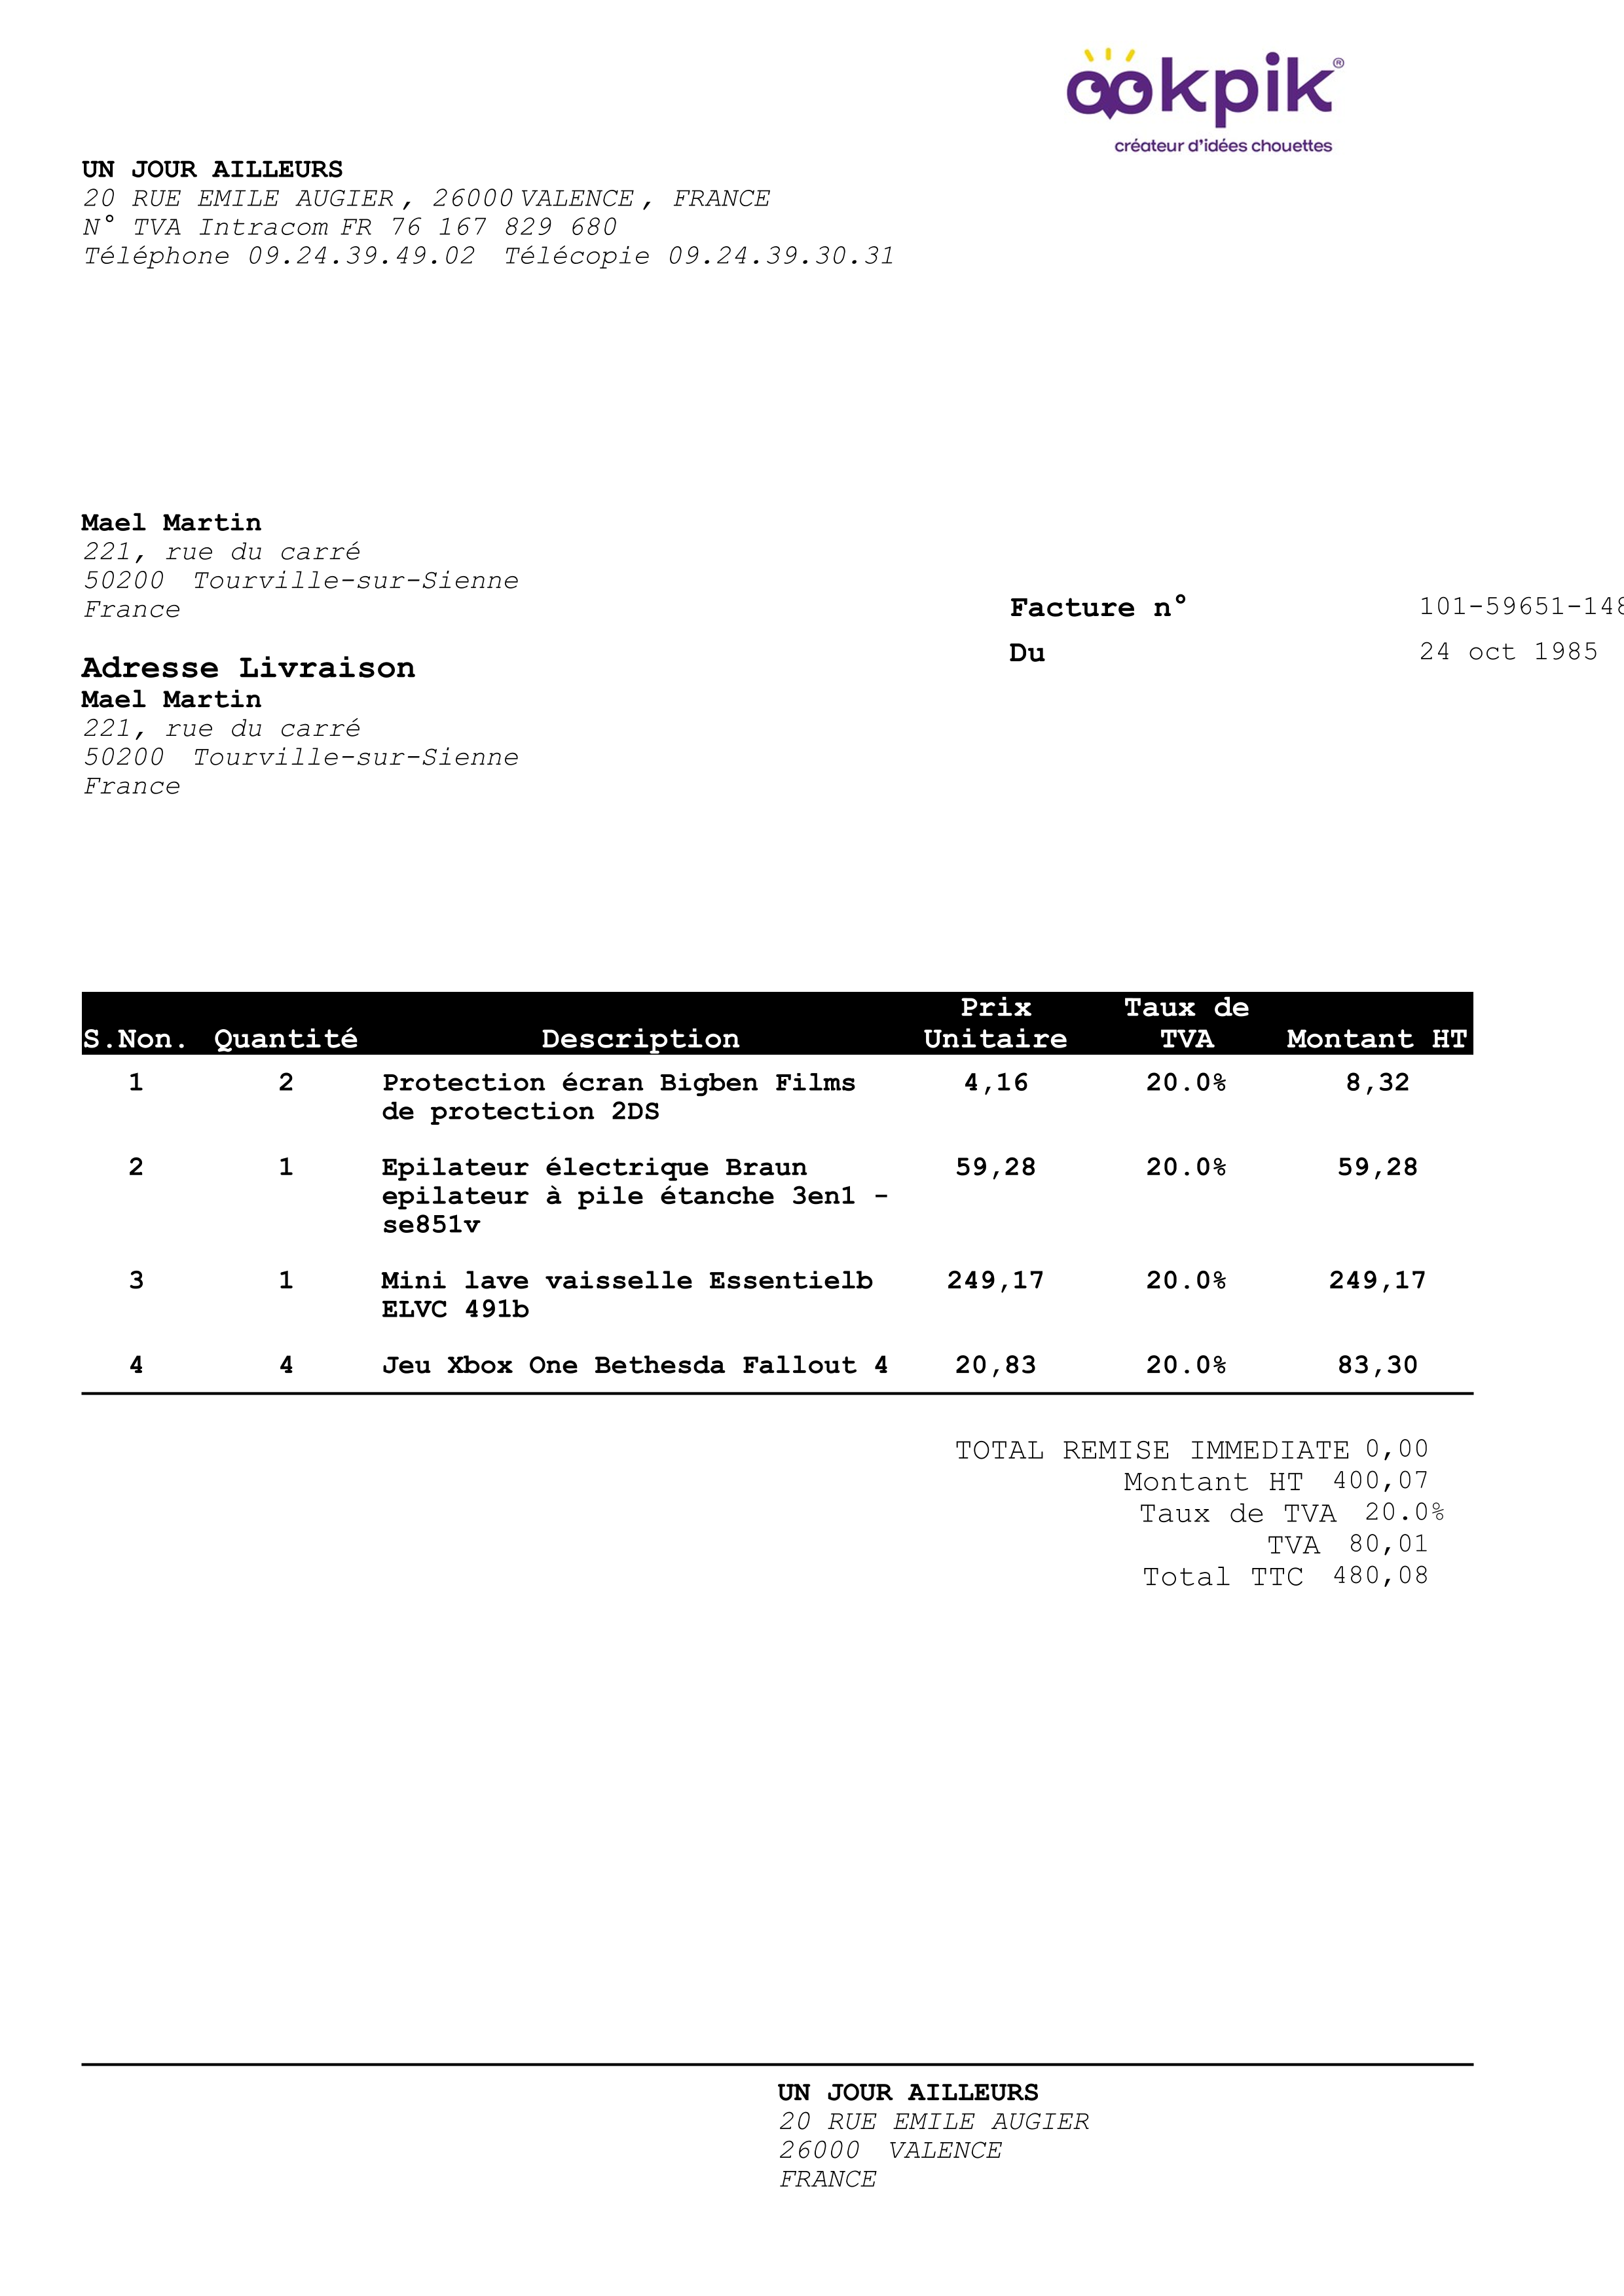 ookpik®
créateur d'idées chouettes
UN JOUR AILLEURS
20 RUE EMILE AUGIER, 26000 VALENCE, FRANCE
N° TVA Intracom FR 76 167 829 680
Téléphone 09.24.39.49.02 Télécopie 09.24.39.30.31
Mael Martin
221, rue du carré
50200 Tourville-sur-Sienne
France
Facture n° 101-59651-148
Du 24 oct 1985
Adresse Livraison
Mael Martin
221, rue du carré
50200 Tourville-sur-Sienne
France
S.Non. Quantité Description Prix Unitaire Taux de TVA Montant HT
1 2 Protection écran Bigben Films 4,16 20.0% 8,32
de protection 2DS
2 1 Epilateur électrique Braun 59,28 20.0% 59,28
epilateur à pile étanche 3en1 -
se851v
3 1 Mini lave vaisselle Essentielb 249,17 20.0% 249,17
ELVC 491b
4 4 Jeu Xbox One Bethesda Fallout 4 20,83 20.0% 83,30
TOTAL REMISE IMMEDIATE 0,00
Montant HT 400,07
Taux de TVA 20.0%
TVA 80,01
Total TTC 480,08
UN JOUR AILLEURS
20 RUE EMILE AUGIER
26000 VALENCE
FRANCE